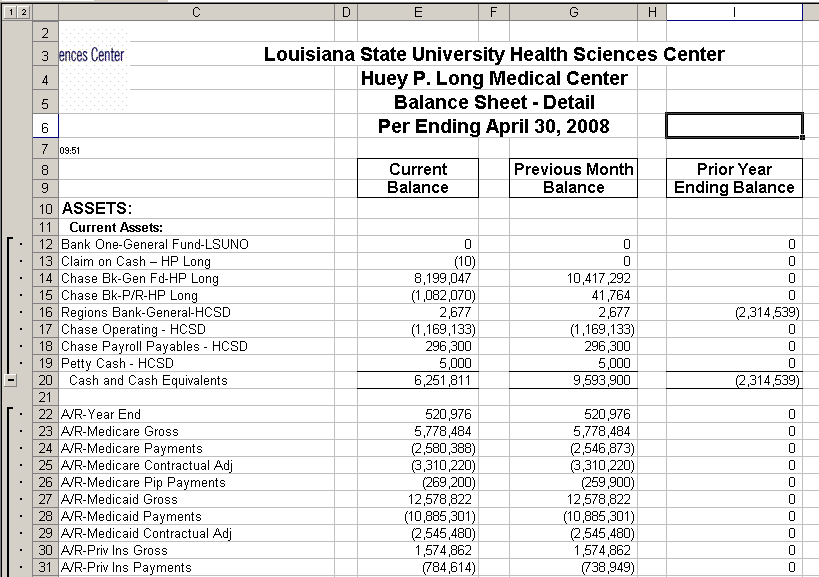 1 2 C D E F G H I
2
3 ences Center Louisiana State University Health Sciences Center
4 Huey P. Long Medical Center
5 Balance Sheet - Detail
6 Per Ending April 30, 2008
7 09:51
8 Current Previous Month Prior Year
9 Balance Balance Ending Balance
10 ASSETS:
11 Current Assets:
12 Bank One-General Fund-LSUNO 0 0 0
13 Claim on Cash – HP Long (10) 0 0
14 Chase Bk-Gen Fd-HP Long 8,199,047 10,417,292 0
15 Chase Bk-P/R-HP Long (1,082,070) 41,764 0
16 Regions Bank-General-HCSD 2,677 2,677 (2,314,539)
17 Chase Operating - HCSD (1,169,133) (1,169,133) 0
18 Chase Payroll Payables - HCSD 296,300 296,300 0
19 Petty Cash - HCSD 5,000 5,000 0
20 Cash and Cash Equivalents 6,251,811 9,593,900 (2,314,539)
21
22 A/R-Year End 520,976 520,976 0
23 A/R-Medicare Gross 5,778,484 5,778,484 0
24 A/R-Medicare Payments (2,580,388) (2,546,873) 0
25 A/R-Medicare Contractual Adj (3,310,220) (3,310,220) 0
26 A/R-Medicare Pip Payments (269,200) (259,900) 0
27 A/R-Medicaid Gross 12,578,822 12,578,822 0
28 A/R-Medicaid Payments (10,885,301) (10,885,301) 0
29 A/R-Medicaid Contractual Adj (2,545,480) (2,545,480) 0
30 A/R-Priv Ins Gross 1,574,862 1,574,862 0
31 A/R-Priv Ins Payments (784,614) (738,949) 0